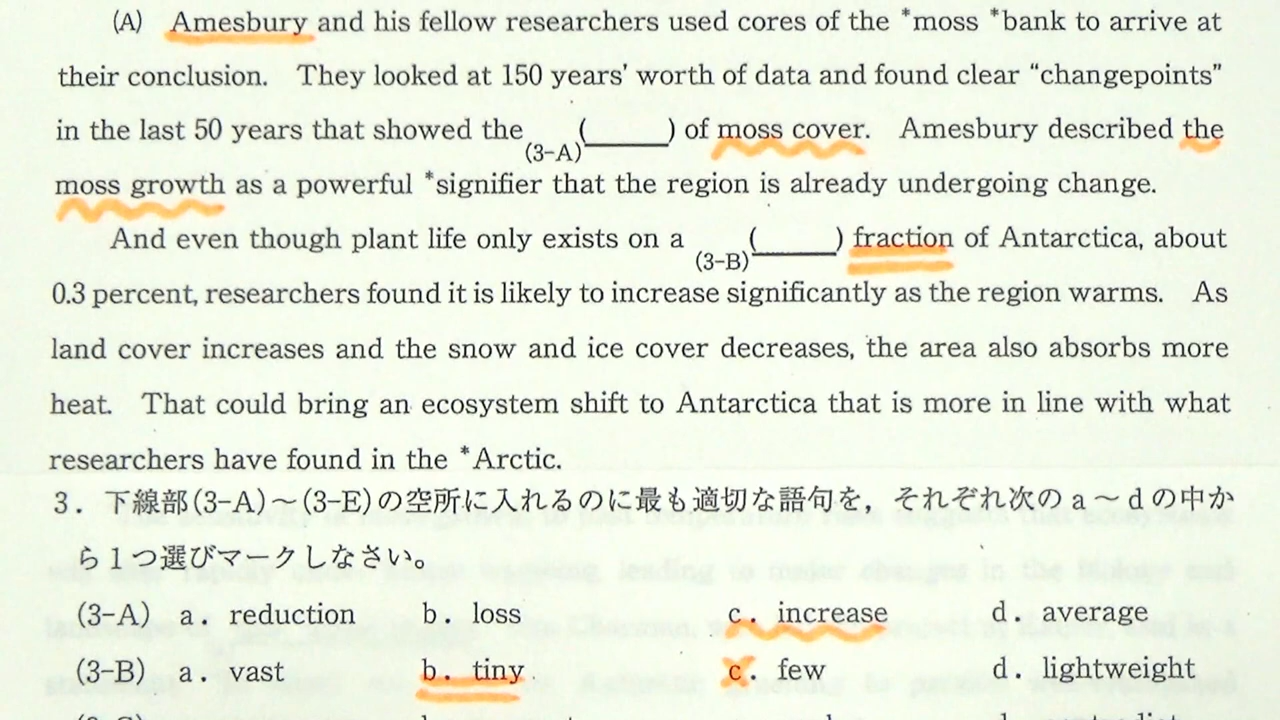 (A) Amesbury and his fellow researchers used cores of the *moss *bank to arrive at
their conclusion. They looked at 150 years' worth of data and found clear “changepoints”
in the last 50 years that showed the (3-A)(     ) of moss cover. Amesbury described the
moss growth as a powerful *signifier that the region is already undergoing change.
And even though plant life only exists on a (3-B)(     ) fraction of Antarctica, about
0.3 percent, researchers found it is likely to increase significantly as the region warms. As
land cover increases and the snow and ice cover decreases, the area also absorbs more
heat. That could bring an ecosystem shift to Antarctica that is more in line with what
researchers have found in the *Arctic.
3. 下線部(3-A)～(3-E)の空所に入れるのに最も適切な語句を，それぞれ次の a ～ d の中か
ら1つ選びマークしなさい。
(3-A) a. reduction b. loss c. increase d. average
(3-B) a. vast b. tiny c. few d. lightweight